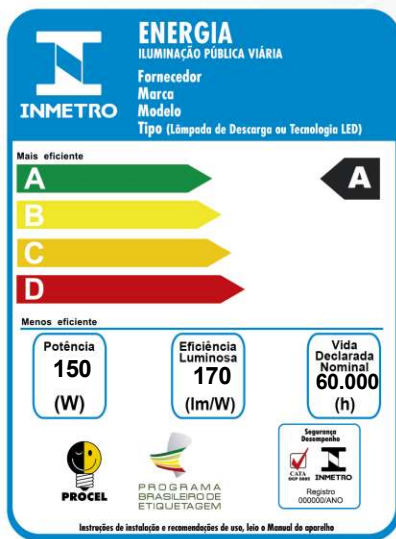 ENERGIA
ILUMINAÇÃO PÚBLICA VIÁRIA
Fornecedor
Marca
Modelo
Tipo (Lâmpada de Descarga ou Tecnologia LED)
INMETRO
Mais eficiente
A
A
B
C
D
Menos eficiente
Potência
150
(W)
Eficiência
Luminosa
170
(lm/W)
Vida
Declarada
Nominal
60.000
(h)
PROCEL
PROGRAMA
BRASILEIRO DE
ETIQUETAGEM
Segurança
Desempenho
CATA
INMETRO
Registro
000000/ANO
Instruções de instalação e recomendações de uso, leia o Manual do aparelho